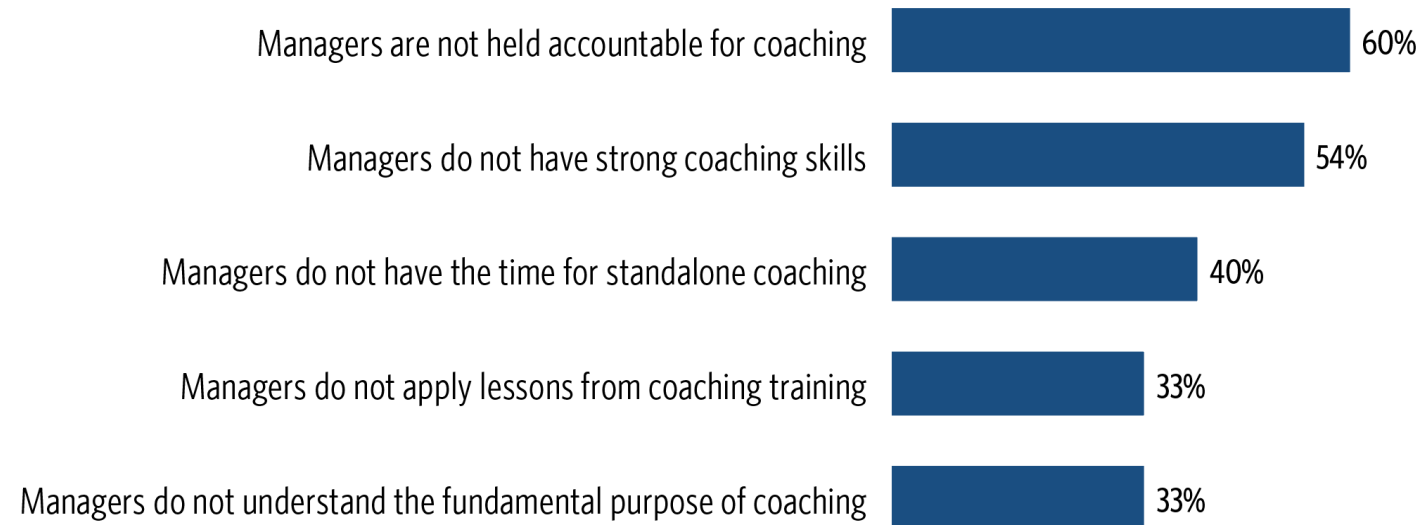 Managers are not held accountable for coaching 60%
Managers do not have strong coaching skills 54%
Managers do not have the time for standalone coaching 40%
Managers do not apply lessons from coaching training 33%
Managers do not understand the fundamental purpose of coaching 33%